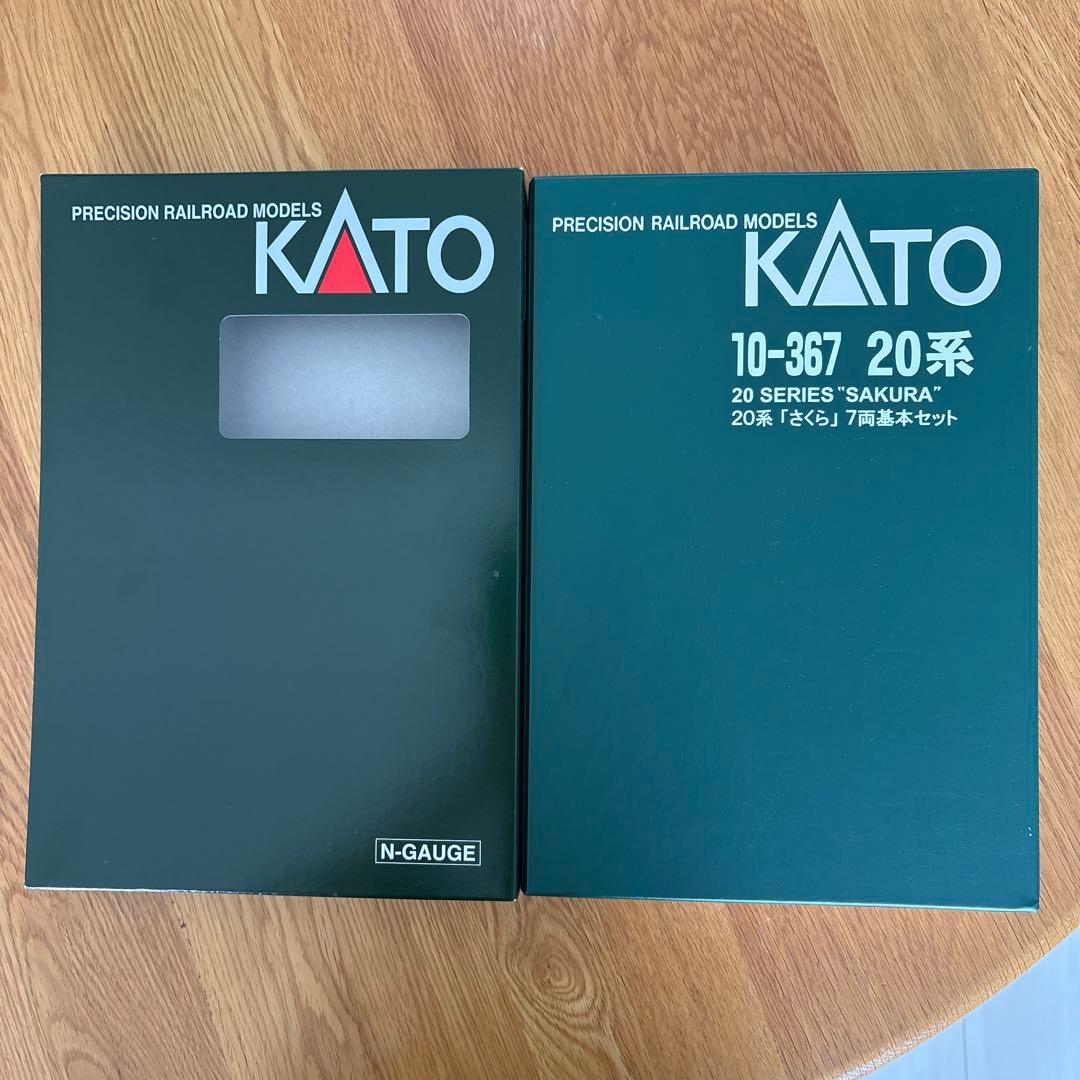 PRECISION RAILROAD MODELS
KATO
N-GAUGE
PRECISION RAILROAD MODELS
KATO
10-367 20系
20 SERIES "SAKURA"
20系「さくら」7両基本セット